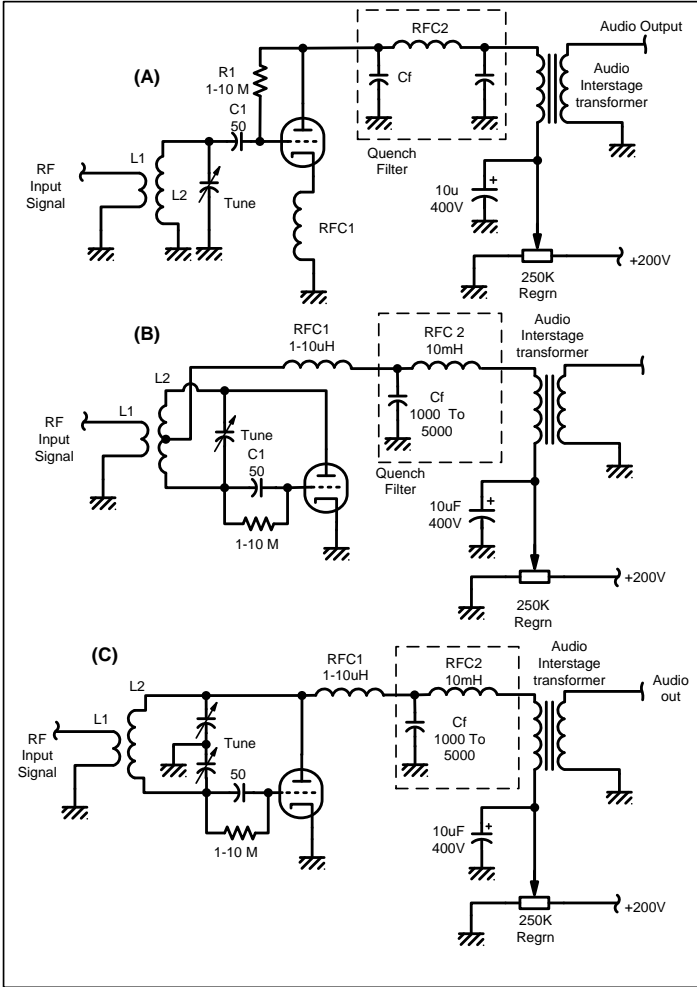 (A)
RFC2
Audio Output
R1
1-10 M
Cf
C1
50
Audio
Interstage
transformer
L1
L2
RF
Input
Signal
Tune
Quench
Filter
RFC1
10u
400V
+
+200V
250K
Regrn
(B)
RFC1
1-10uH
RFC 2
10mH
Audio
Interstage
transformer
L2
L1
RF
Input
Signal
Tune
C1
50
Cf
1000 To
5000
Quench
Filter
1-10 M
10uF
400V
+
+200V
250K
Regrn
(C)
RFC1
1-10uH
RFC2
10mH
Audio
Interstage
transformer
Audio
out
L2
L1
RF
Input
Signal
Tune
50
Cf
1000 To
5000
1-10 M
10uF
400V
+
+200V
250K
Regrn